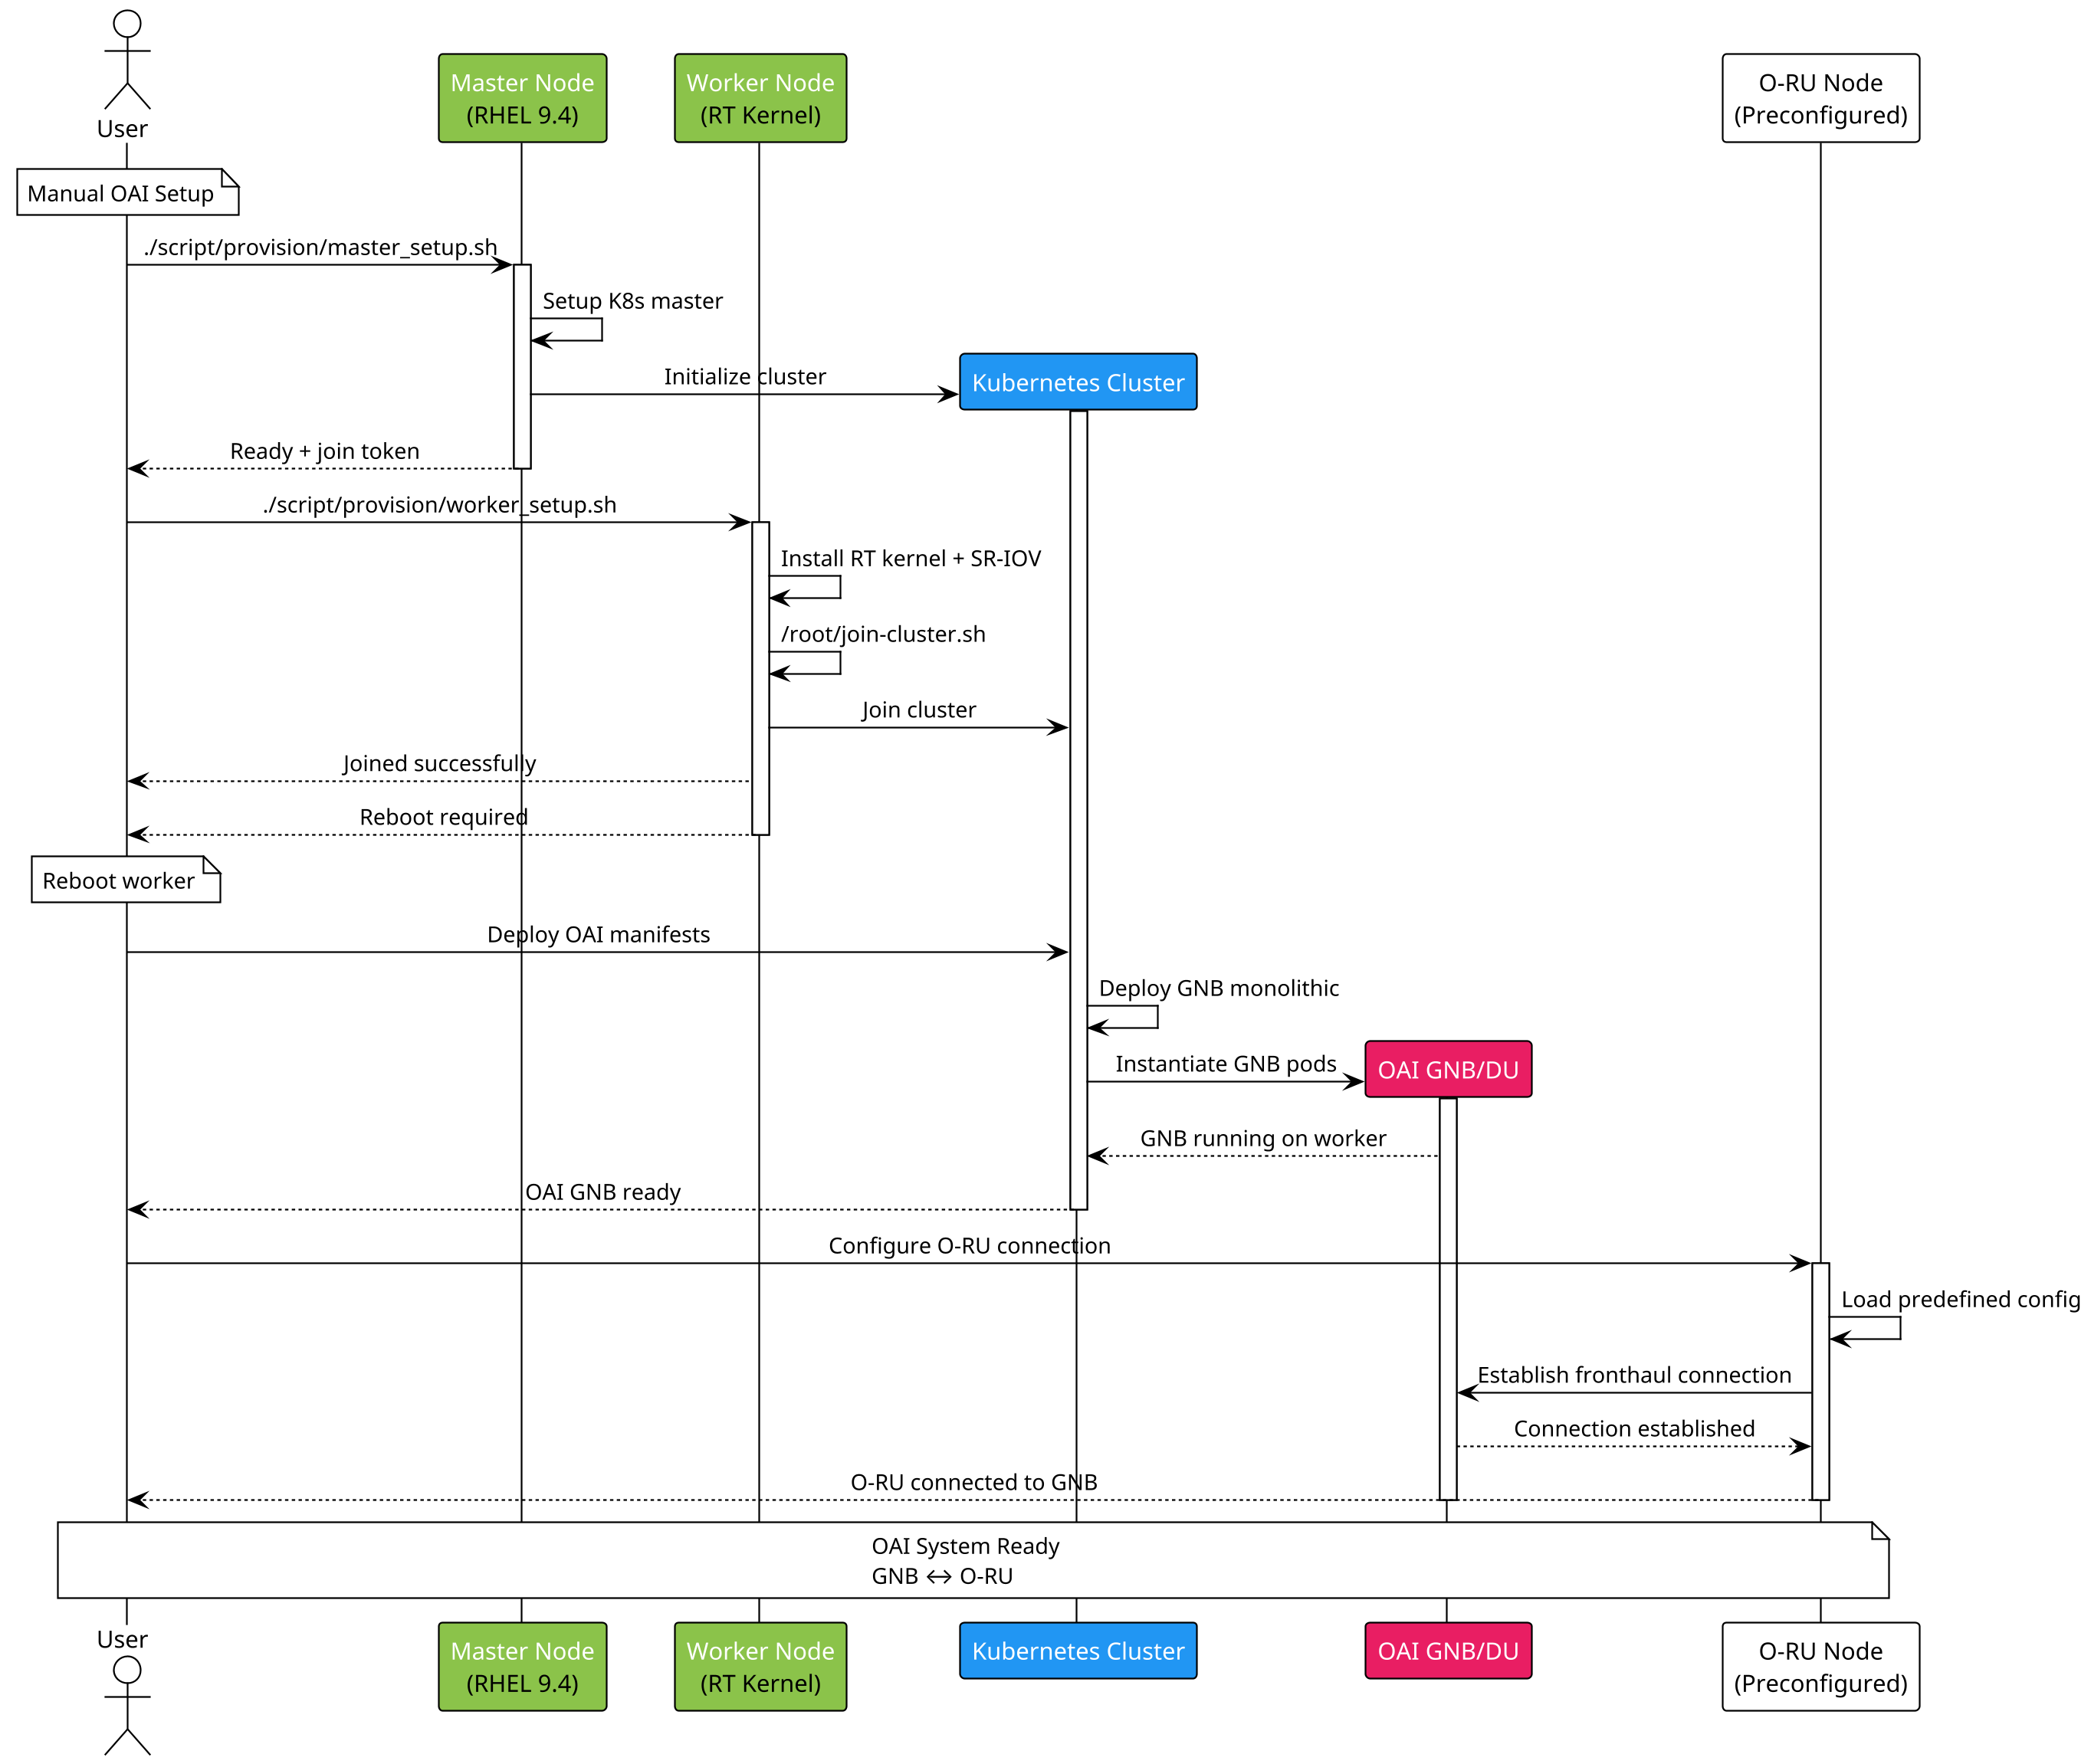 User
Master Node
(RHEL 9.4)
Worker Node
(RT Kernel)
O-RU Node
(Preconfigured)
Manual OAI Setup
./script/provision/master_setup.sh
Setup K8s master
Initialize cluster
Kubernetes Cluster
Ready + join token
./script/provision/worker_setup.sh
Install RT kernel + SR-IOV
/root/join-cluster.sh
Join cluster
Joined successfully
Reboot required
Reboot worker
Deploy OAI manifests
Deploy GNB monolithic
Instantiate GNB pods
OAI GNB/DU
GNB running on worker
OAI GNB ready
Configure O-RU connection
Load predefined config
Establish fronthaul connection
Connection established
O-RU connected to GNB
OAI System Ready
GNB ↔ O-RU
User
Master Node
(RHEL 9.4)
Worker Node
(RT Kernel)
Kubernetes Cluster
OAI GNB/DU
O-RU Node
(Preconfigured)